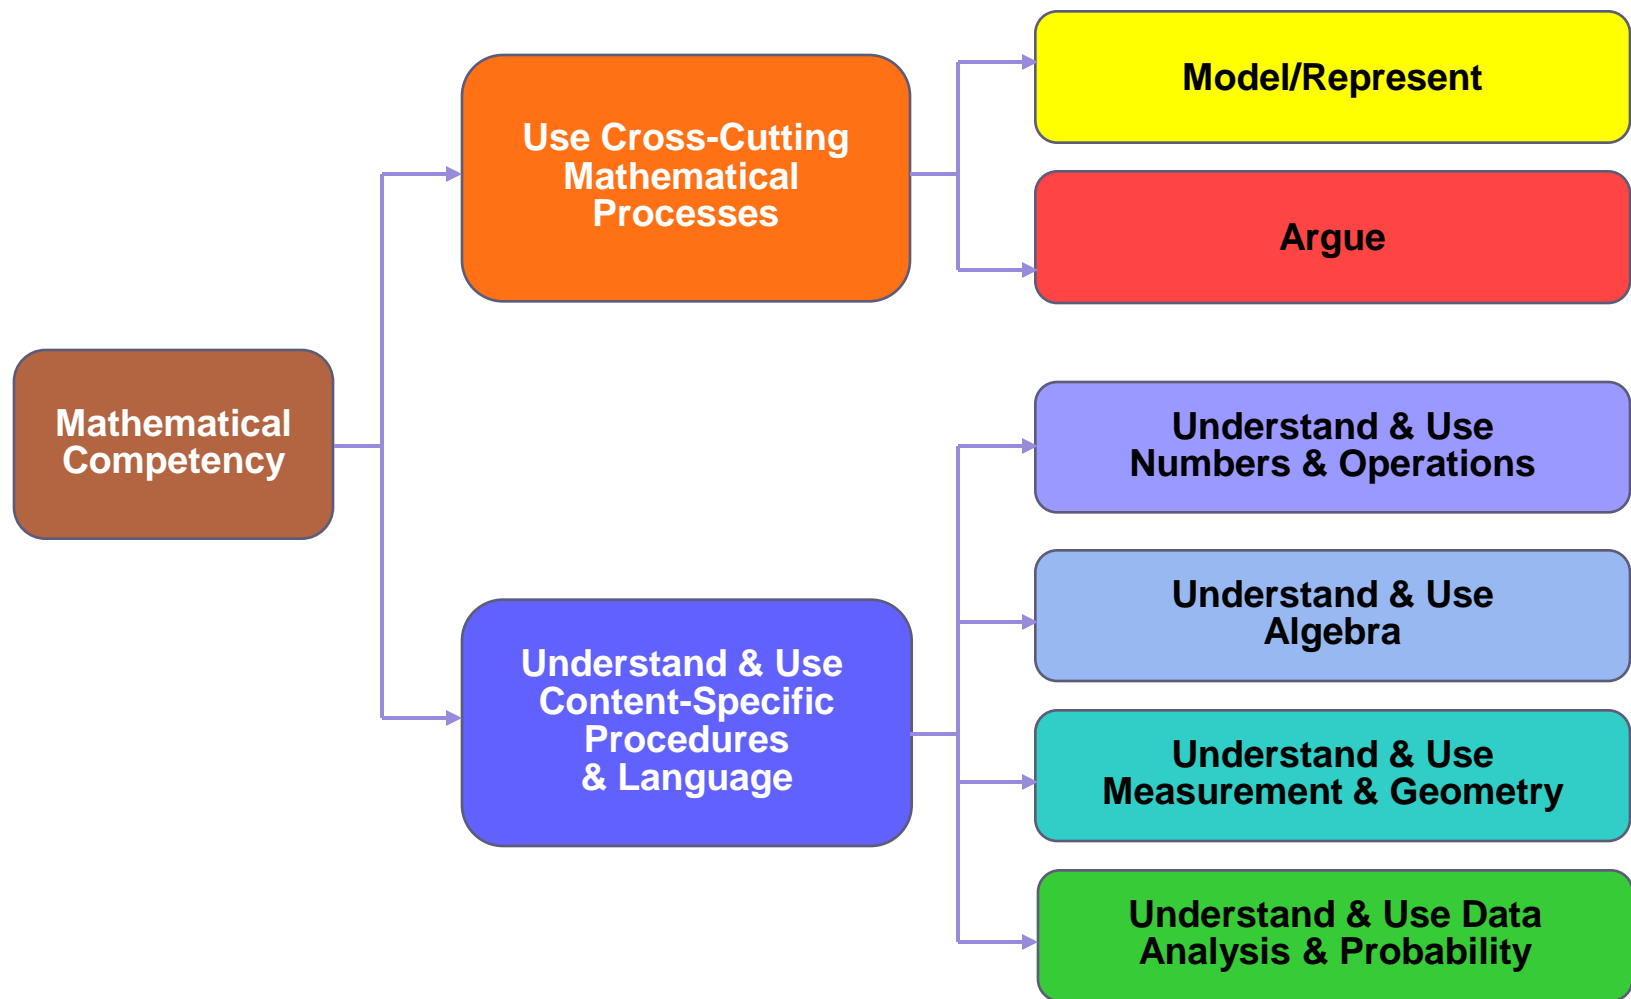 Model/Represent
Use Cross-Cutting
Mathematical
Processes
Argue
Mathematical
Competency
Understand & Use
Numbers & Operations
Understand & Use
Algebra
Understand & Use
Content-Specific
Procedures
& Language
Understand & Use
Measurement & Geometry
Understand & Use Data
Analysis & Probability